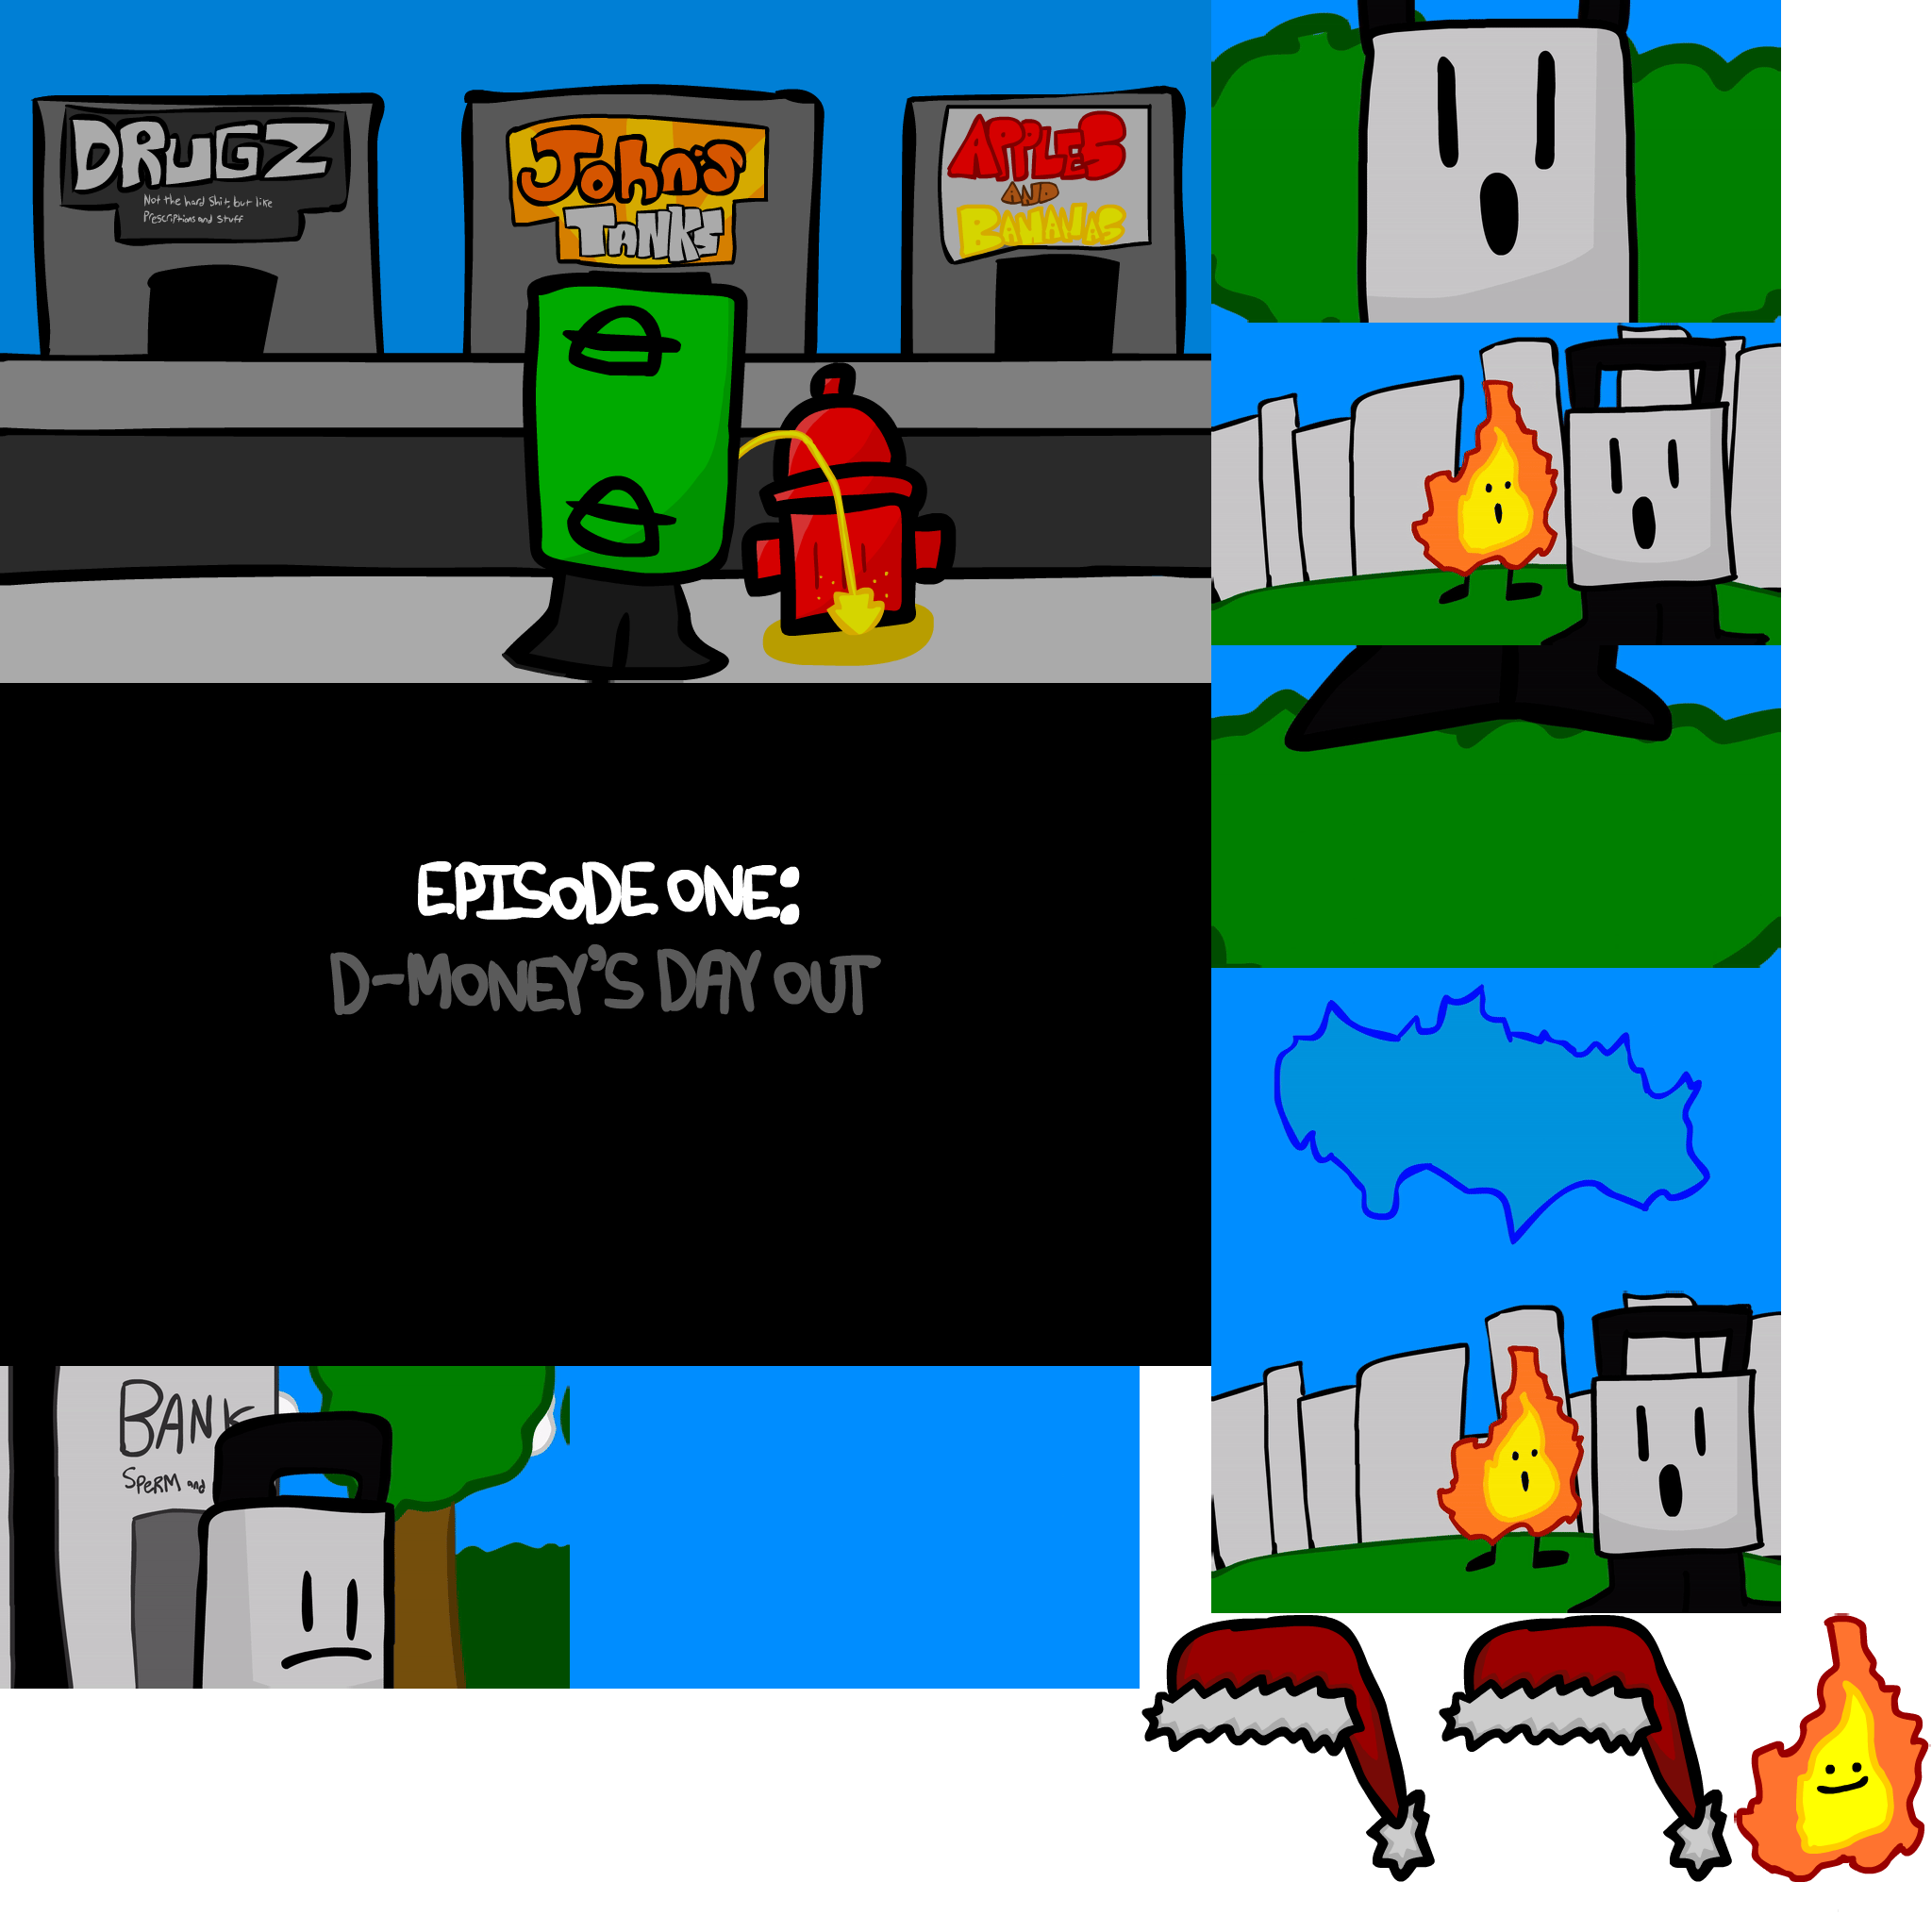 DRUGZ
Not the hard shit but like
Prescriptions and stuff
John's
Tanks
APPLES
AND
BANANAS
EPISODE ONE:
D-MONEY'S DAY OUT
BANK
SPERM and